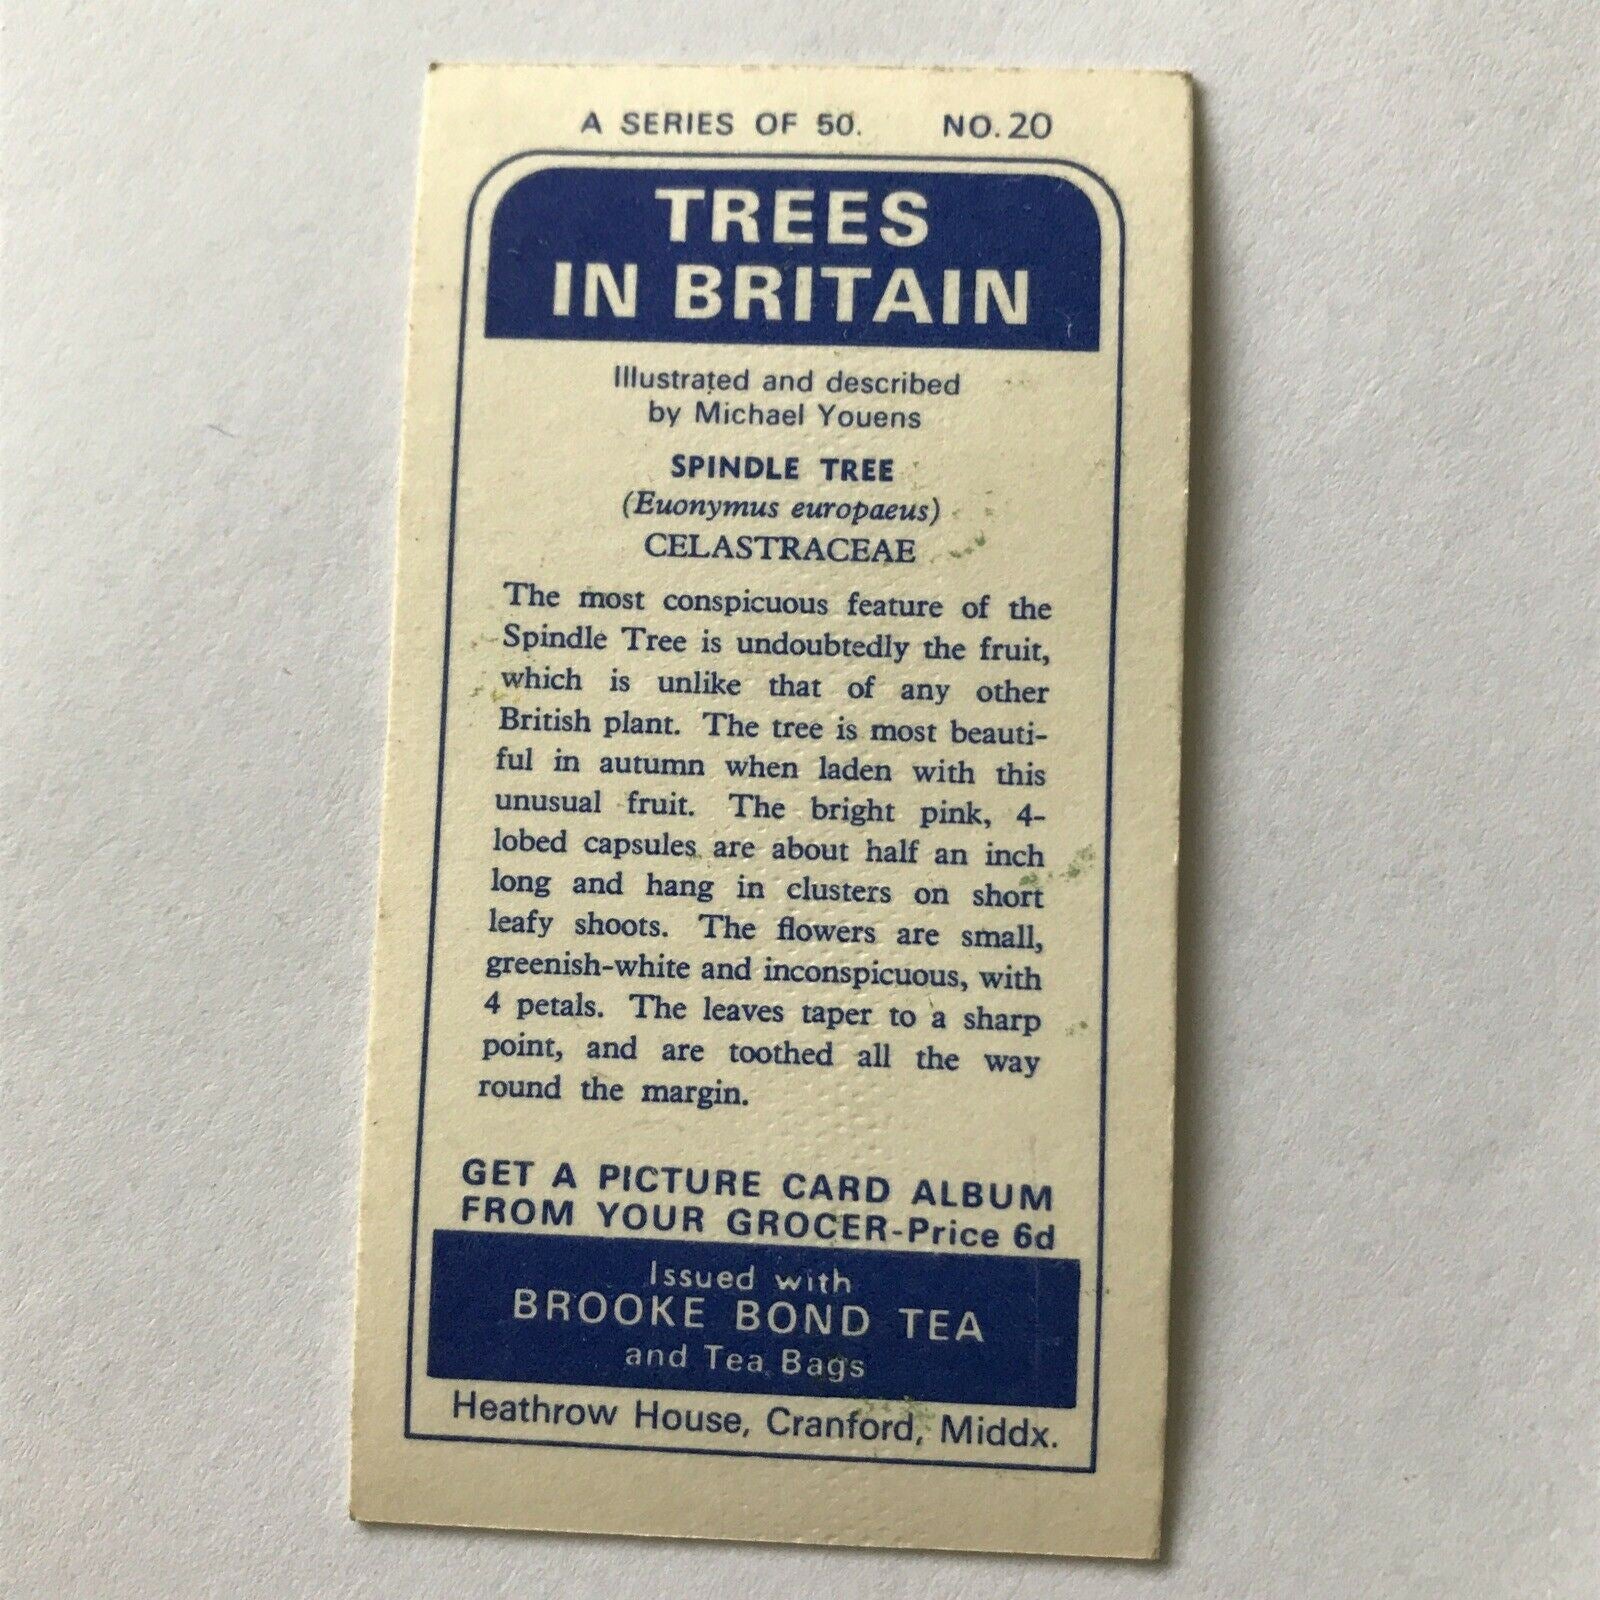 A SERIES OF 50. NO. 20
TREES
IN BRITAIN
Illustrated and described
by Michael Youens
SPINDLE TREE
(Euonymus europaeus)
CELASTRACEAE
The most conspicuous feature of the
Spindle Tree is undoubtedly the fruit,
which is unlike that of any other
British plant. The tree is most beauti-
ful in autumn when laden with this
unusual fruit. The bright pink, 4-
lobed capsules are about half an inch
long and hang in clusters on short
leafy shoots. The flowers are small,
greenish-white and inconspicuous, with
4 petals. The leaves taper to a sharp
point, and are toothed all the way
round the margin.
GET A PICTURE CARD ALBUM
FROM YOUR GROCER-Price 6d
Issued with
BROOKE BOND TEA
and Tea Bags
Heathrow House, Cranford, Middx.